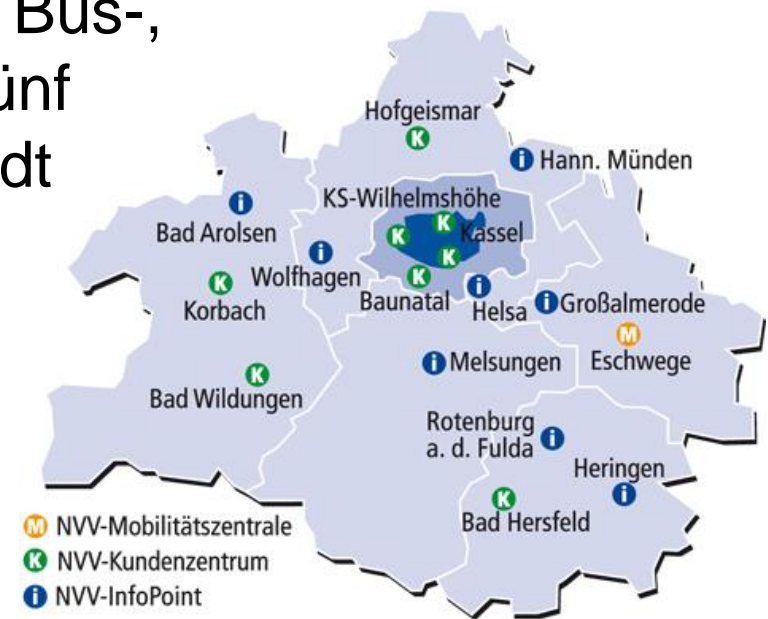 Bus-,
ünf
dt
Hofgeismar
K
i Hann. Münden
KS-Wilhelmshöhe
i
Bad Arolsen
K
K Kassel
K
i
Wolfhagen
K
Baunatal
i
Helsa
K
Korbach
i Großalmerode
M
Eschwege
i Melsungen
K
Bad Wildungen
Rotenburg
a. d. Fulda i
Heringen
i
K
Bad Hersfeld
M NVV-Mobilitätszentrale
K NVV-Kundenzentrum
i NVV-InfoPoint